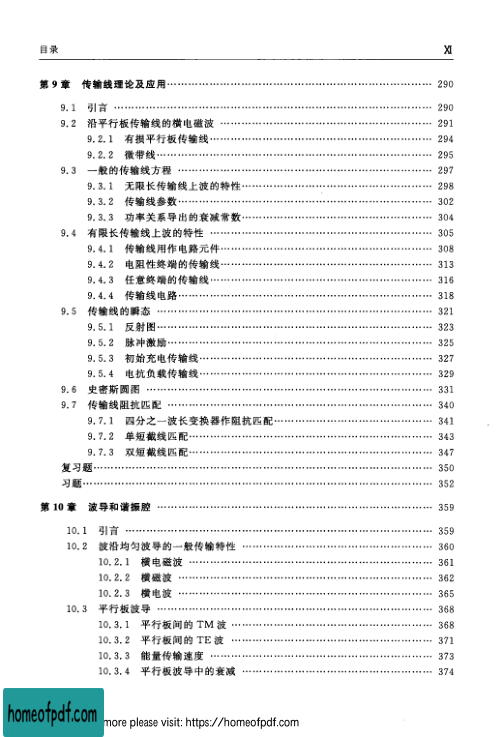 目录 XI
第9章 传输线理论及应用 290
9.1 引言 290
9.2 沿平行板传输线的横电磁波 291
9.2.1 有损平行板传输线 294
9.2.2 微带线 295
9.3 一般的传输线方程 297
9.3.1 无限长传输线上波的特性 298
9.3.2 传输线参数 302
9.3.3 功率关系导出的衰减常数 304
9.4 有限长传输线上波的特性 305
9.4.1 传输线用作电路元件 308
9.4.2 电阻性终端的传输线 313
9.4.3 任意终端的传输线 316
9.4.4 传输线电路 318
9.5 传输线的瞬态 321
9.5.1 反射图 323
9.5.2 脉冲激励 325
9.5.3 初始充电传输线 327
9.5.4 电抗负载传输线 329
9.6 史密斯圆图 331
9.7 传输线阻抗匹配 340
9.7.1 四分之一波长变换器作阻抗匹配 341
9.7.2 单短截线匹配 343
9.7.3 双短截线匹配 347
复习题 350
习题 352
第10章 波导和谐振腔 359
10.1 引言 359
10.2 波沿均匀波导的一般传输特性 360
10.2.1 横电磁波 361
10.2.2 横磁波 362
10.2.3 横电波 365
10.3 平行板波导 368
10.3.1 平行板间的TM波 368
10.3.2 平行板间的TE波 371
10.3.3 能量传输速度 373
10.3.4 平行板波导中的衰减 374
homeofpdf.com more please visit: https://homeofpdf.com